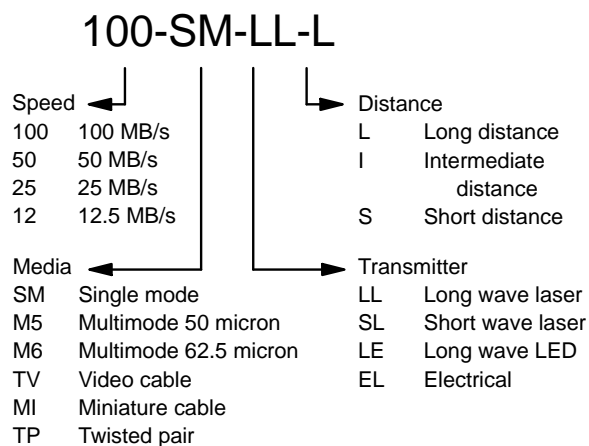 100-SM-LL-L
Speed
100 100 MB/s
50 50 MB/s
25 25 MB/s
12 12.5 MB/s
Distance
L Long distance
I Intermediate
distance
S Short distance
Media
SM Single mode
M5 Multimode 50 micron
M6 Multimode 62.5 micron
TV Video cable
MI Miniature cable
TP Twisted pair
Transmitter
LL Long wave laser
SL Short wave laser
LE Long wave LED
EL Electrical